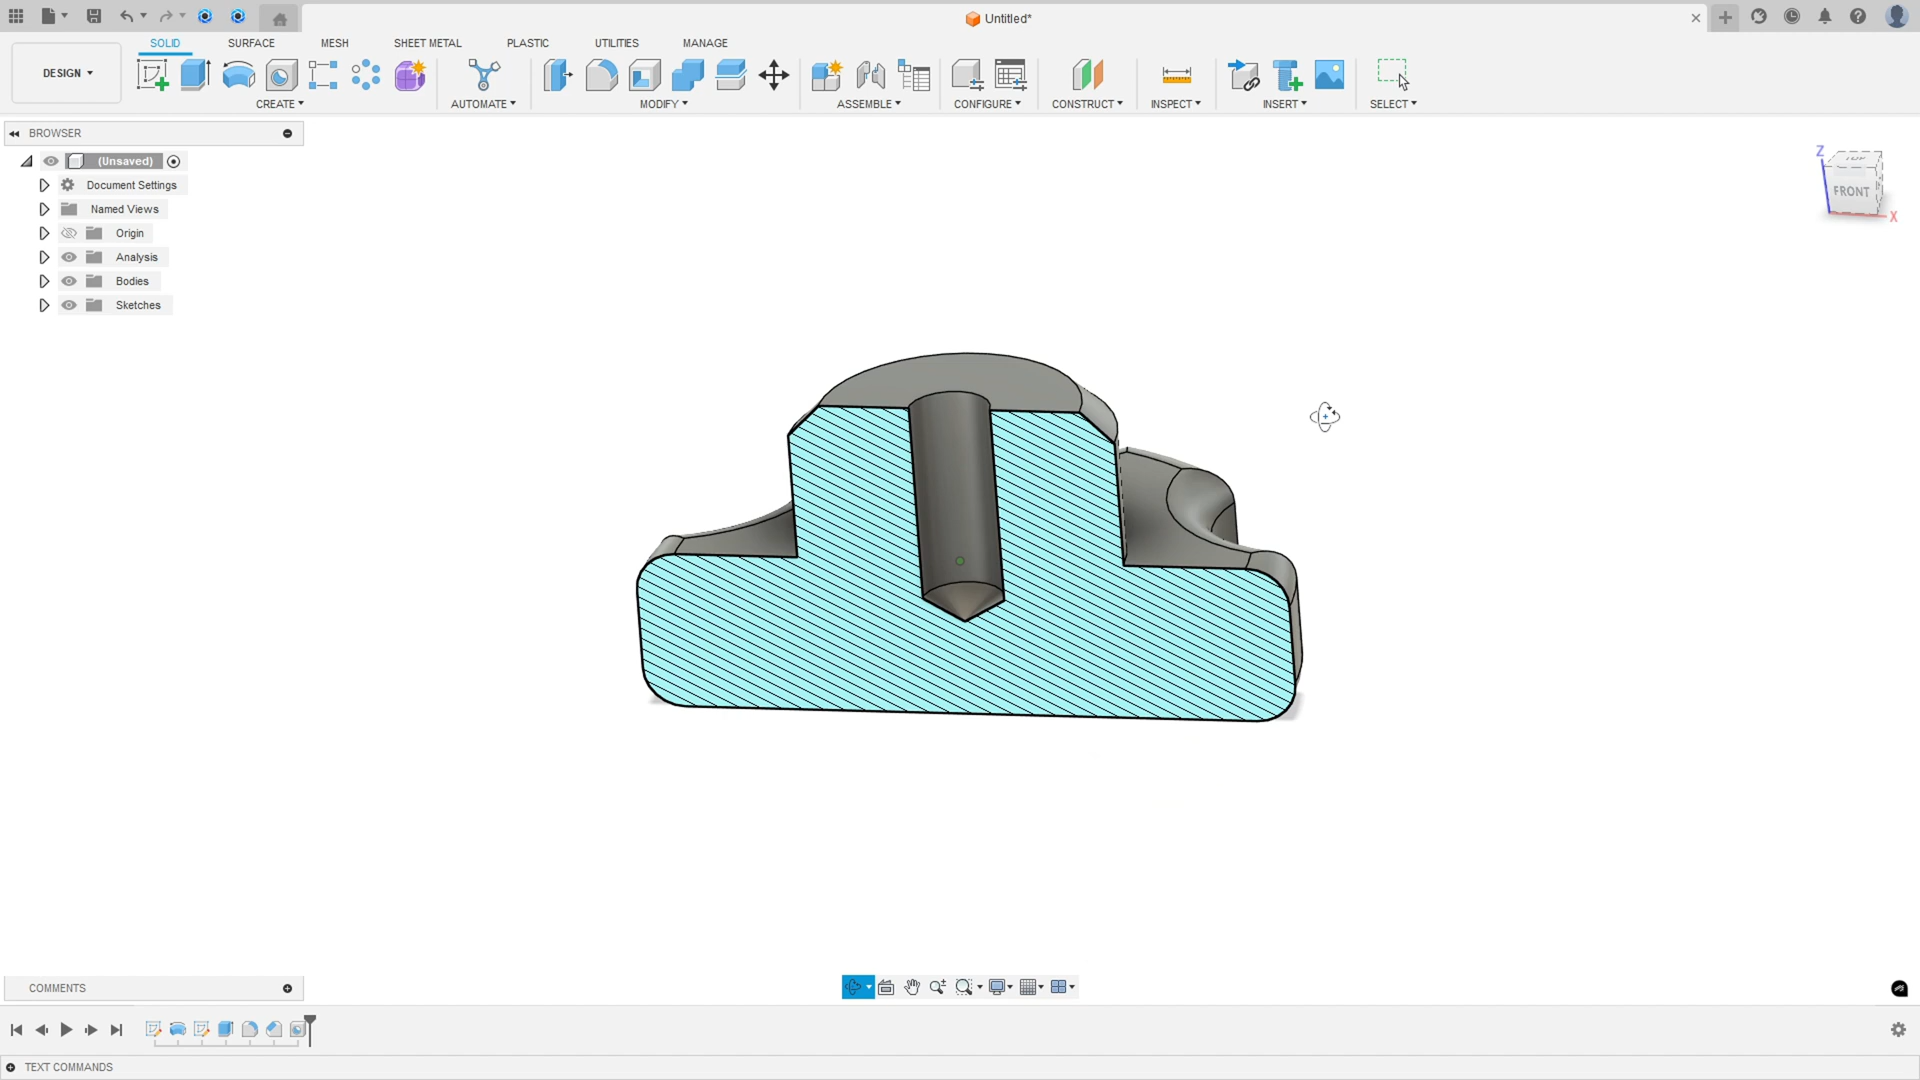 Untitled*
SOLID SURFACE MESH SHEET METAL PLASTIC UTILITIES MANAGE
DESIGN
CREATE AUTOMATE MODIFY ASSEMBLE CONFIGURE CONSTRUCT INSPECT INSERT SELECT
BROWSER
(Unsaved)
Document Settings
Named Views
Origin
Analysis
Bodies
Sketches
Z
TOP
FRONT
X
COMMENTS
TEXT COMMANDS